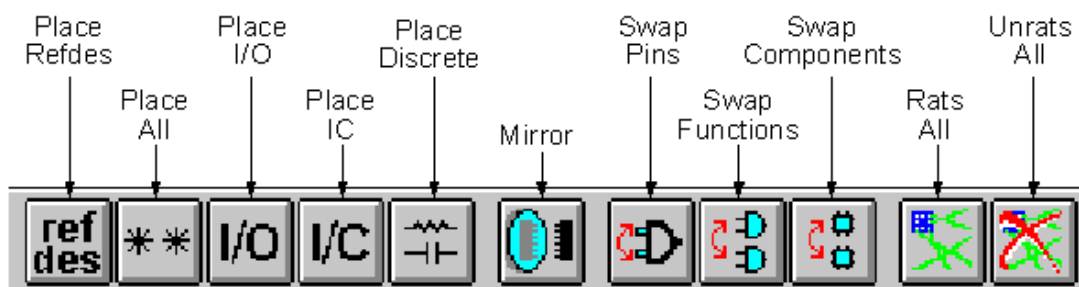 Place
Refdes
Place
I/O
Place
Discrete
Swap
Pins
Swap
Components
Unrats
All
Place
All
Place
IC
Mirror
Swap
Functions
Rats
All
ref
des
I/O
I/C